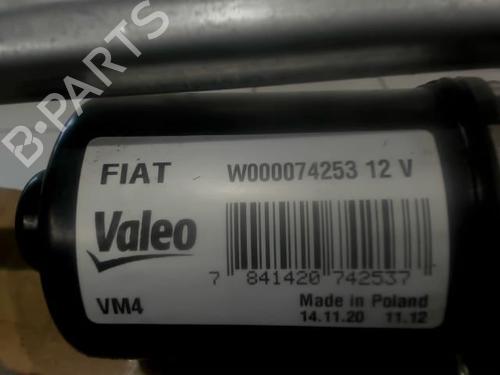 B-PARTS
FIAT W000074253 12 V
Valeo
7 841420 742537
VM4 Made in Poland
14.11.20 11.12